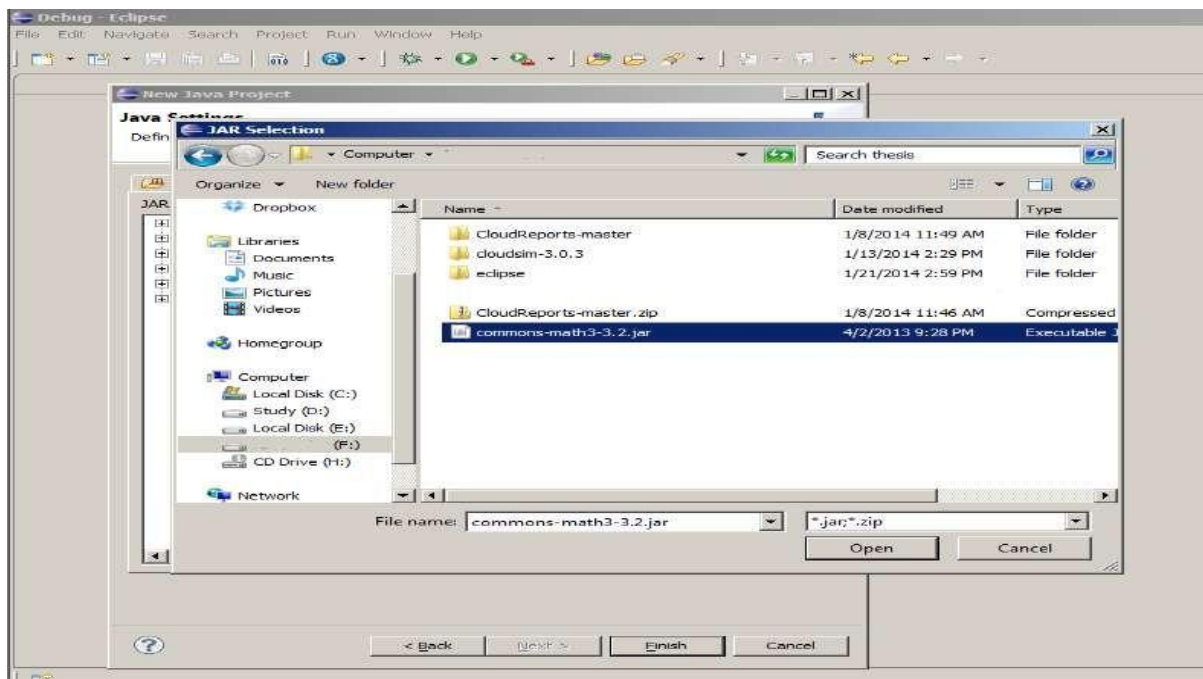 Debug - Eclipse
File Edit Navigate Search Project Run Window Help
New Java Project
Java Settings
Defin
JAR Selection
Computer
Search thesis
Organize New folder
JAR
Dropbox
Libraries
Documents
Music
Pictures
Videos
Homegroup
Computer
Local Disk (C:)
Study (D:)
Local Disk (E:)
(F:)
CD Drive (H:)
Network
Name Date modified Type
CloudReports-master 1/8/2014 11:49 AM File folder
cloudsim-3.0.3 1/13/2014 2:29 PM File folder
eclipse 1/21/2014 2:59 PM File folder
CloudReports-master.zip 1/8/2014 11:46 AM Compressed
commons-math3-3.2.jar 4/2/2013 9:28 PM Executable J
File name: commons-math3-3.2.jar *.jar;*.zip
Open Cancel
? < Back Next > Finish Cancel